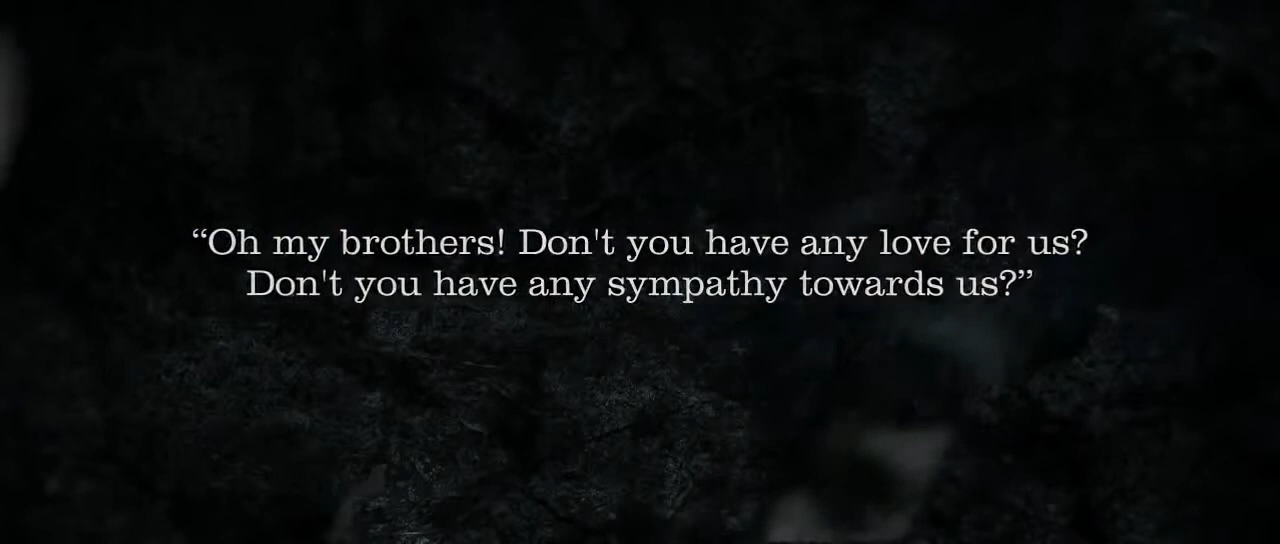 “Oh my brothers! Don't you have any love for us?
Don't you have any sympathy towards us?”